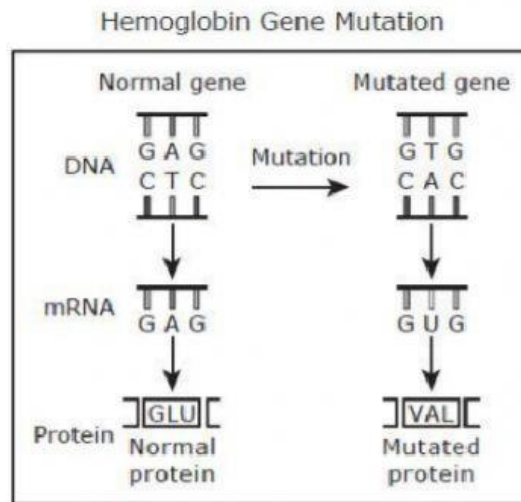 Hemoglobin Gene Mutation
Normal gene Mutated gene
DNA
G A G
C T C
Mutation
G T G
C A C
mRNA
G A G
G U G
Protein
GLU
VAL
Normal
protein
Mutated
protein